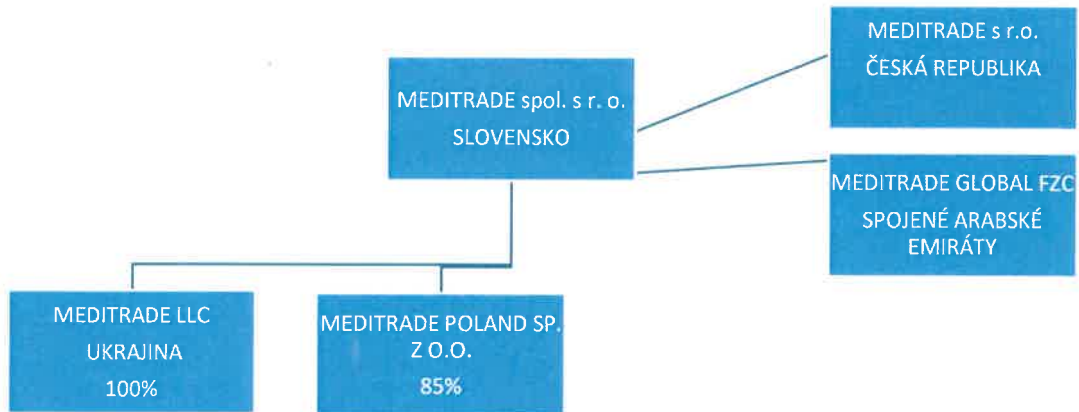 MEDITRADE s r.o.
ČESKÁ REPUBLIKA
MEDITRADE spol. s r. o.
SLOVENSKO
MEDITRADE GLOBAL FZC
SPOJENÉ ARABSKÉ
EMIRÁTY
MEDITRADE LLC
UKRAJINA
100%
MEDITRADE POLAND SP.
Z O.O.
85%